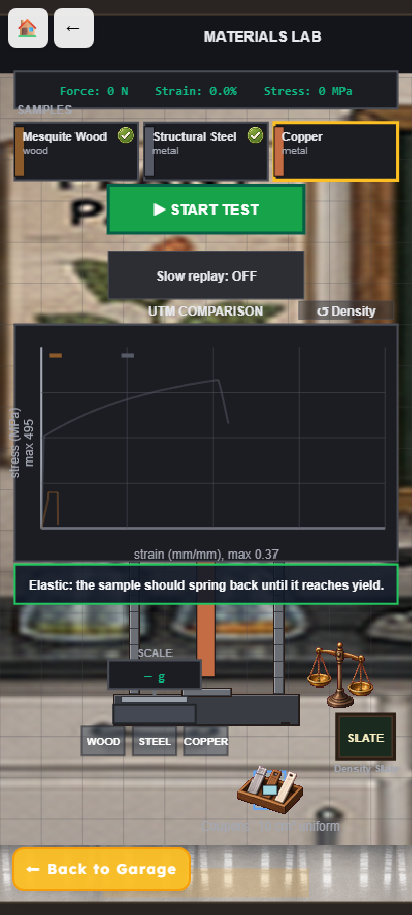 MATERIALS LAB
Force: 0 N Strain: 0.0% Stress: 0 MPa
SAMPLES
Mesquite Wood
wood
Structural Steel
metal
Copper
metal
START TEST
Slow replay: OFF
UTM COMPARISON
↺ Density
stress (MPa)
max 495
strain (mm/mm), max 0.37
Elastic: the sample should spring back until it reaches yield.
SCALE
— g
WOOD
STEEL
COPPER
SLATE
← Back to Garage